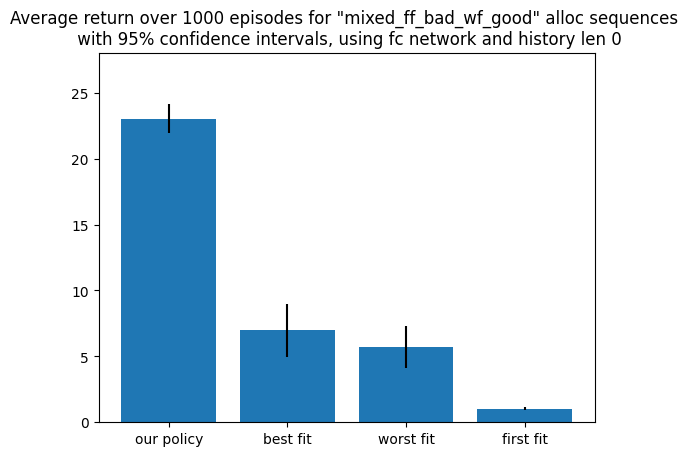 Average return over 1000 episodes for "mixed_ff_bad_wf_good" alloc sequences
with 95% confidence intervals, using fc network and history len 0
25
20
15
10
5
0
our policy
best fit
worst fit
first fit